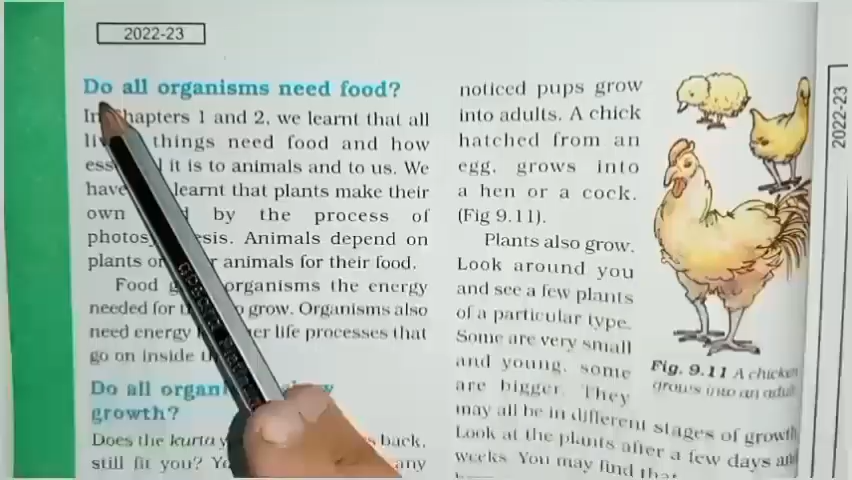 2022-23
Do all organisms need food?
In Chapters 1 and 2, we learnt that all
things need food and how
it is to animals and to us. We
have learnt that plants make their
own by the process of
Animals depend on
plants or animals for their food.
Food organisms the energy
needed for grow. Organisms also
need energy life processes that
go on inside
Do all
growth?
Does the kurta back,
still fit you? any
noticed pups grow
into adults. A chick
hatched from an
egg, grows into
a hen or a cock.
(Fig 9.11).
Plants also grow.
Look around you
and see a few plants
of a particular type.
Some are very small
and young, some
are bigger. They
may all be in different stages of growth
Look at the plants after a few days and
weeks. You may find that
Fig. 9.11 A chicken
grows into an adult
2022-23